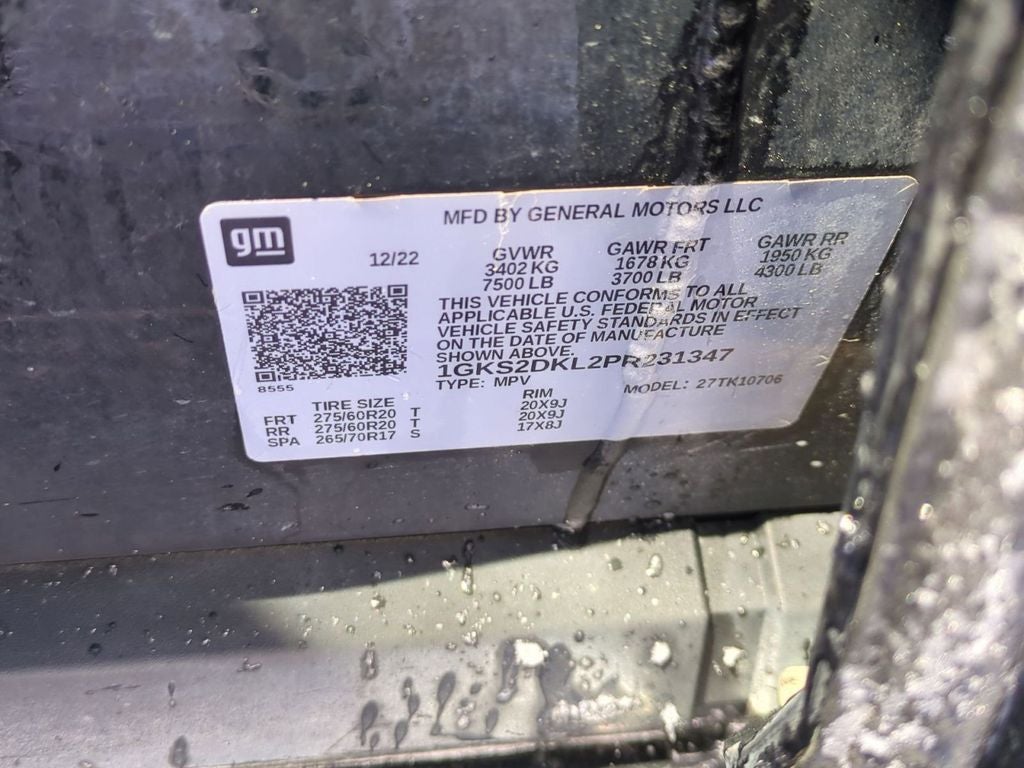 gm
MFD BY GENERAL MOTORS LLC
12/22
GVWR GAWR FRT GAWR RR
3402 KG 1678 KG 1950 KG
7500 LB 3700 LB 4300 LB
THIS VEHICLE CONFORMS TO ALL
APPLICABLE U.S. FEDERAL MOTOR
VEHICLE SAFETY STANDARDS IN EFFECT
ON THE DATE OF MANUFACTURE
SHOWN ABOVE.
1GKS2DKL2PR231347
TYPE: MPV MODEL: 27TK10706
8555
TIRE SIZE RIM
FRT 275/60R20 T 20X9J
RR 275/60R20 T 20X9J
SPA 265/70R17 S 17X8J